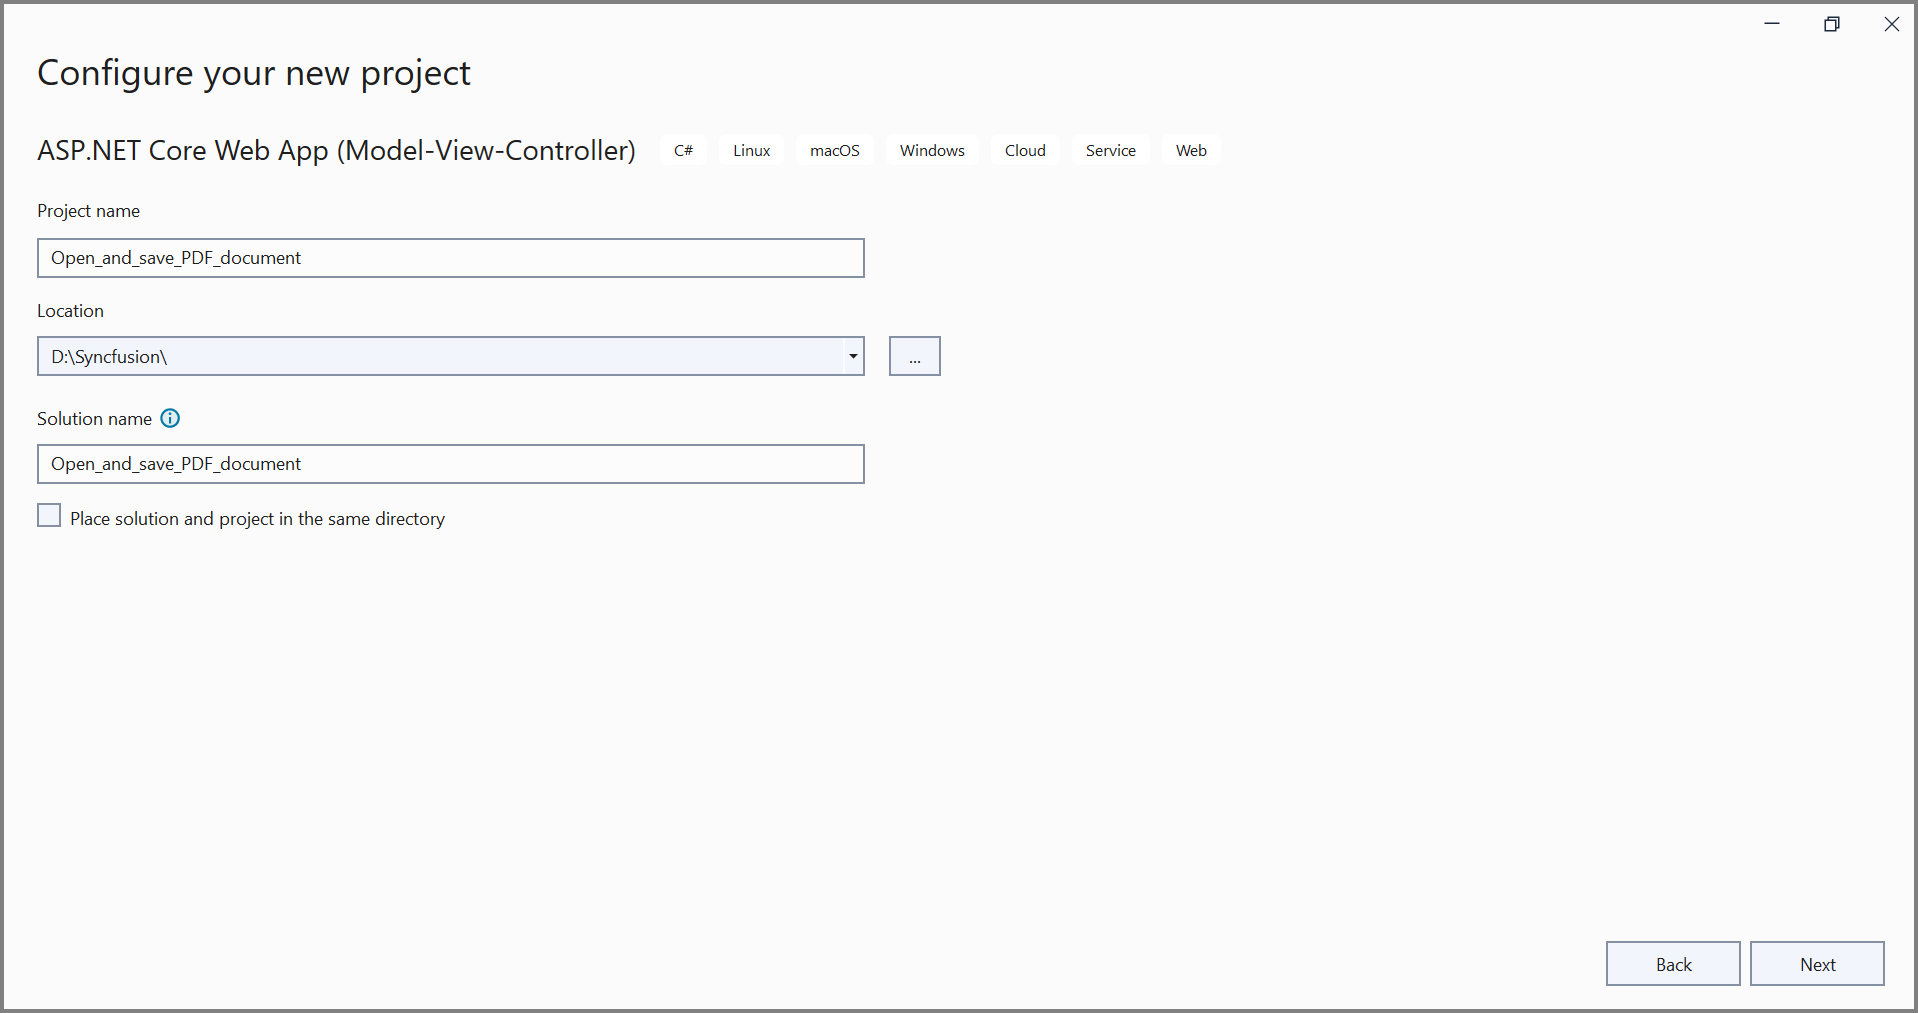 Configure your new project
ASP.NET Core Web App (Model-View-Controller) C# Linux macOS Windows Cloud Service Web
Project name
Open_and_save_PDF_document
Location
D:\Syncfusion\
...
Solution name
Open_and_save_PDF_document
Place solution and project in the same directory
Back Next